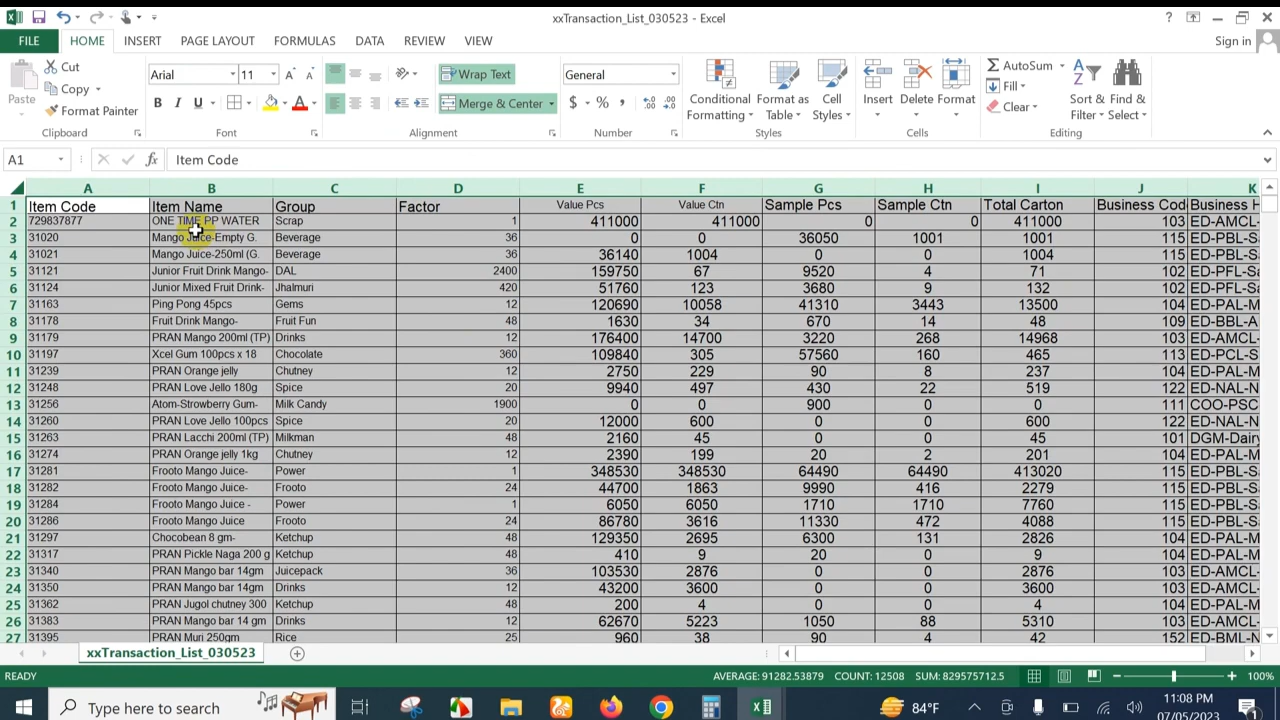 xxTransaction_List_030523 - Excel
FILE HOME INSERT PAGE LAYOUT FORMULAS DATA REVIEW VIEW Sign in
Cut
Copy
Format Painter
Paste
Clipboard
Arial 11
B I U
Font
Wrap Text
Merge & Center
Alignment
General
$ % ,
Number
Conditional Formatting
Format as Table
Cell Styles
Styles
Insert Delete Format
Cells
AutoSum
Fill
Clear
Sort & Filter
Find & Select
Editing
A1 fx Item Code
A B C D E F G H I J K
1 Item Code Item Name Group Factor Value Pcs Value Ctn Sample Pcs Sample Ctn Total Carton Business Cod Business H
2 729837877 ONE TIME PP WATER Scrap 1 411000 411000 0 0 411000 103 ED-AMCL-
3 31020 Mango Juice-Empty G. Beverage 36 0 0 36050 1001 1001 115 ED-PBL-Sa
4 31021 Mango Juice-250ml (G. Beverage 36 36140 1004 0 0 1004 115 ED-PBL-Sa
5 31121 Junior Fruit Drink Mango- DAL 2400 159750 67 9520 4 71 102 ED-PFL-Sa
6 31124 Junior Mixed Fruit Drink- Jhalmuri 420 51760 123 3680 9 132 102 ED-PFL-Sa
7 31163 Ping Pong 45pcs Gems 12 120690 10058 41310 3443 13500 104 ED-PAL-M
8 31178 Fruit Drink Mango- Fruit Fun 48 1630 34 670 14 48 109 ED-BBL-A
9 31179 PRAN Mango 200ml (TP) Drinks 12 176400 14700 3220 268 14968 103 ED-AMCL-
10 31197 Xcel Gum 100pcs x 18 Chocolate 360 109840 305 57560 160 465 113 ED-PCL-S
11 31239 PRAN Orange jelly Chutney 12 2750 229 90 8 237 104 ED-PAL-M
12 31248 PRAN Love Jello 180g Spice 20 9940 497 430 22 519 122 ED-NAL-N
13 31256 Atom-Strowberry Gum- Milk Candy 1900 0 0 900 0 0 111 COO-PSC
14 31260 PRAN Love Jello 100pcs Spice 20 12000 600 0 0 600 122 ED-NAL-N
15 31263 PRAN Lacchi 200ml (TP) Milkman 48 2160 45 0 0 45 101 DGM-Dairy
16 31274 PRAN Orange jelly 1kg Chutney 12 2390 199 20 2 201 104 ED-PAL-M
17 31281 Frooto Mango Juice- Power 1 348530 348530 64490 64490 413020 115 ED-PBL-Sa
18 31282 Frooto Mango Juice- Frooto 24 44700 1863 9990 416 2279 115 ED-PBL-Sa
19 31284 Frooto Mango Juice - Power 1 6050 6050 1710 1710 7760 115 ED-PBL-Sa
20 31286 Frooto Mango Juice Frooto 24 86780 3616 11330 472 4088 115 ED-PBL-Sa
21 31297 Chocobean 8 gm- Ketchup 48 129350 2695 6300 131 2826 104 ED-PAL-M
22 31317 PRAN Pickle Naga 200 g Ketchup 48 410 9 20 0 9 104 ED-PAL-M
23 31340 PRAN Mango bar 14gm Juicepack 36 103530 2876 0 0 2876 103 ED-AMCL-
24 31350 PRAN Mango bar 14gm Drinks 12 43200 3600 0 0 3600 103 ED-AMCL-
25 31362 PRAN Jugol chutney 300 Ketchup 48 200 4 0 0 4 104 ED-PAL-M
26 31383 PRAN Mango bar 14 gm Drinks 12 62670 5223 1050 88 5310 103 ED-AMCL-
27 31395 PRAN Muri 250gm Rice 25 960 38 90 4 42 152 ED-BML-N
xxTransaction_List_030523
READY AVERAGE: 91282.53879 COUNT: 12508 SUM: 829575712.5 100%
Type here to search 84°F 11:08 PM
07/05/2023